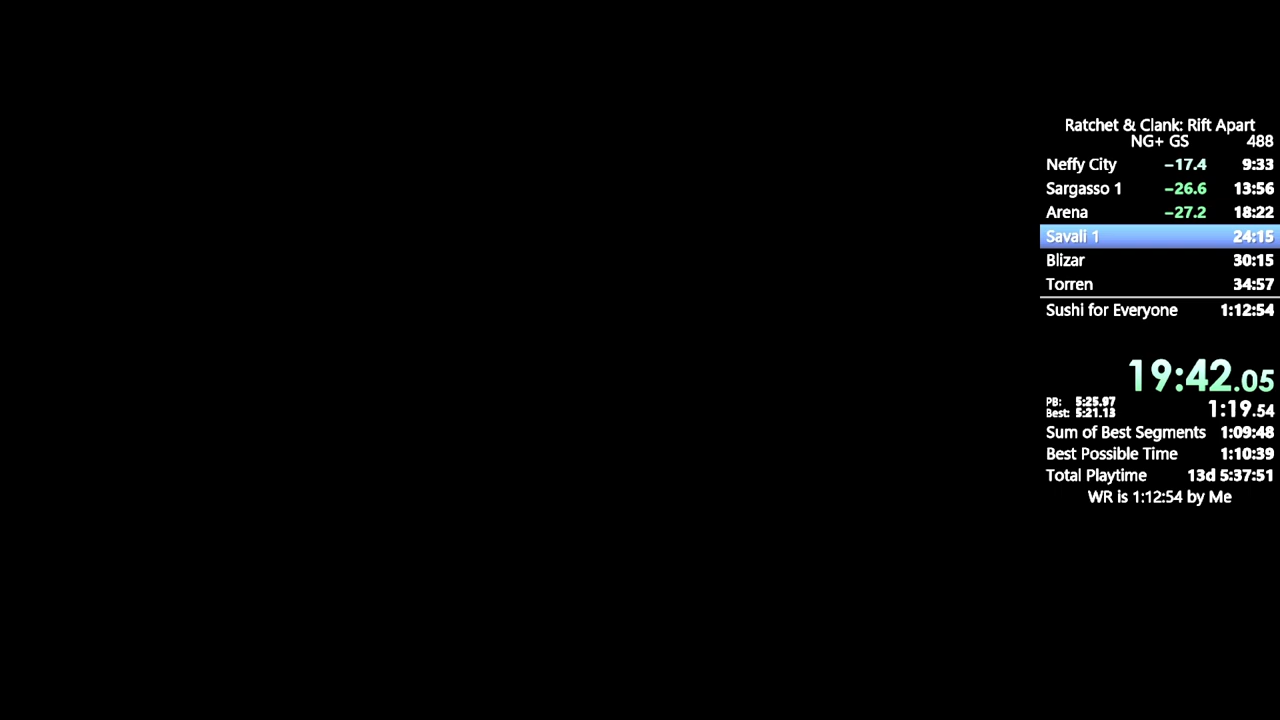 Ratchet & Clank: Rift Apart
NG+ GS 488
Neffy City −17.4 9:33
Sargasso 1 −26.6 13:56
Arena −27.2 18:22
Savali 1 24:15
Blizar 30:15
Torren 34:57
Sushi for Everyone 1:12:54
19:42.05
PB: 5:25.97
Best: 5:21.13 1:19.54
Sum of Best Segments 1:09:48
Best Possible Time 1:10:39
Total Playtime 13d 5:37:51
WR is 1:12:54 by Me